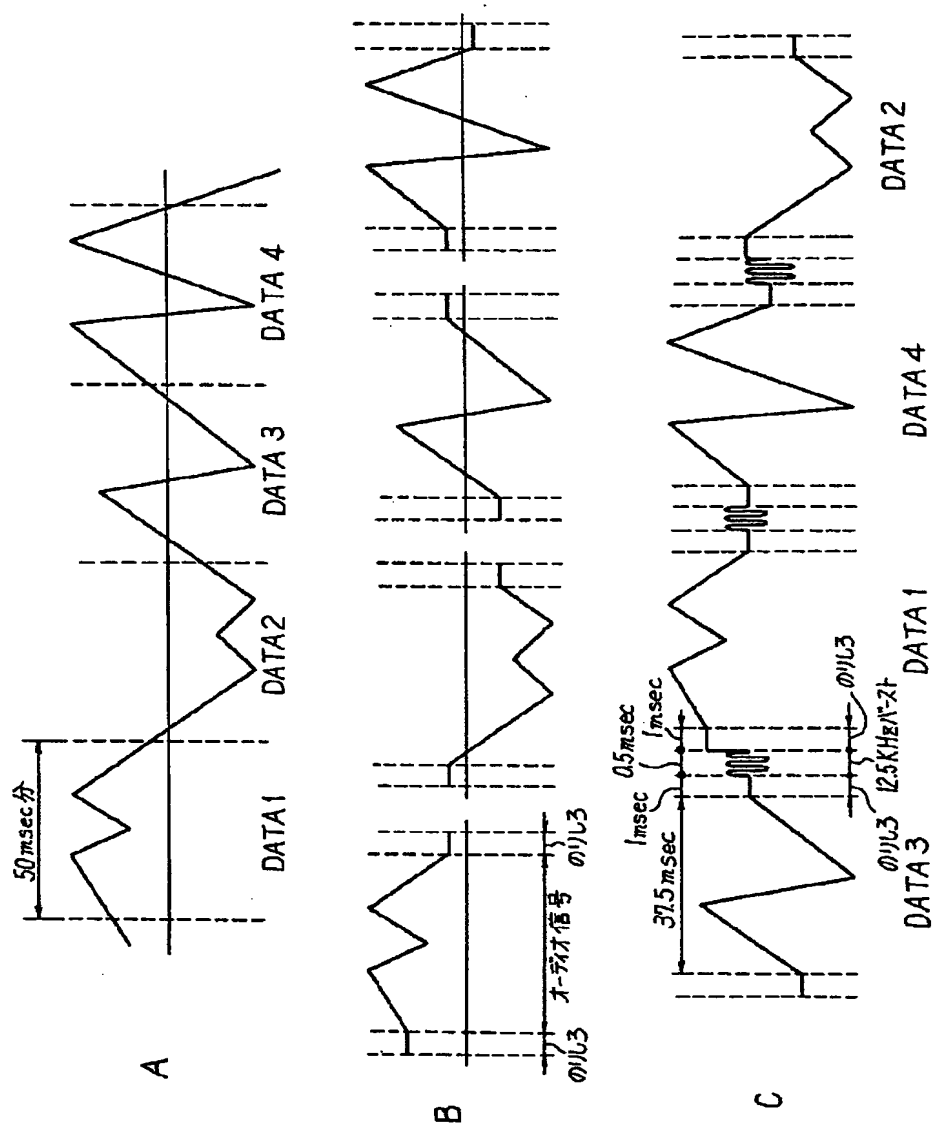 A
50msec分
DATA1
DATA2
DATA3
DATA4
B
のりしろ
オーディオ信号
のりしろ
C
37.5msec
1msec
0.5msec
1msec
のりしろ
12.5KHzバースト
のりしろ
DATA3
DATA1
DATA4
DATA2